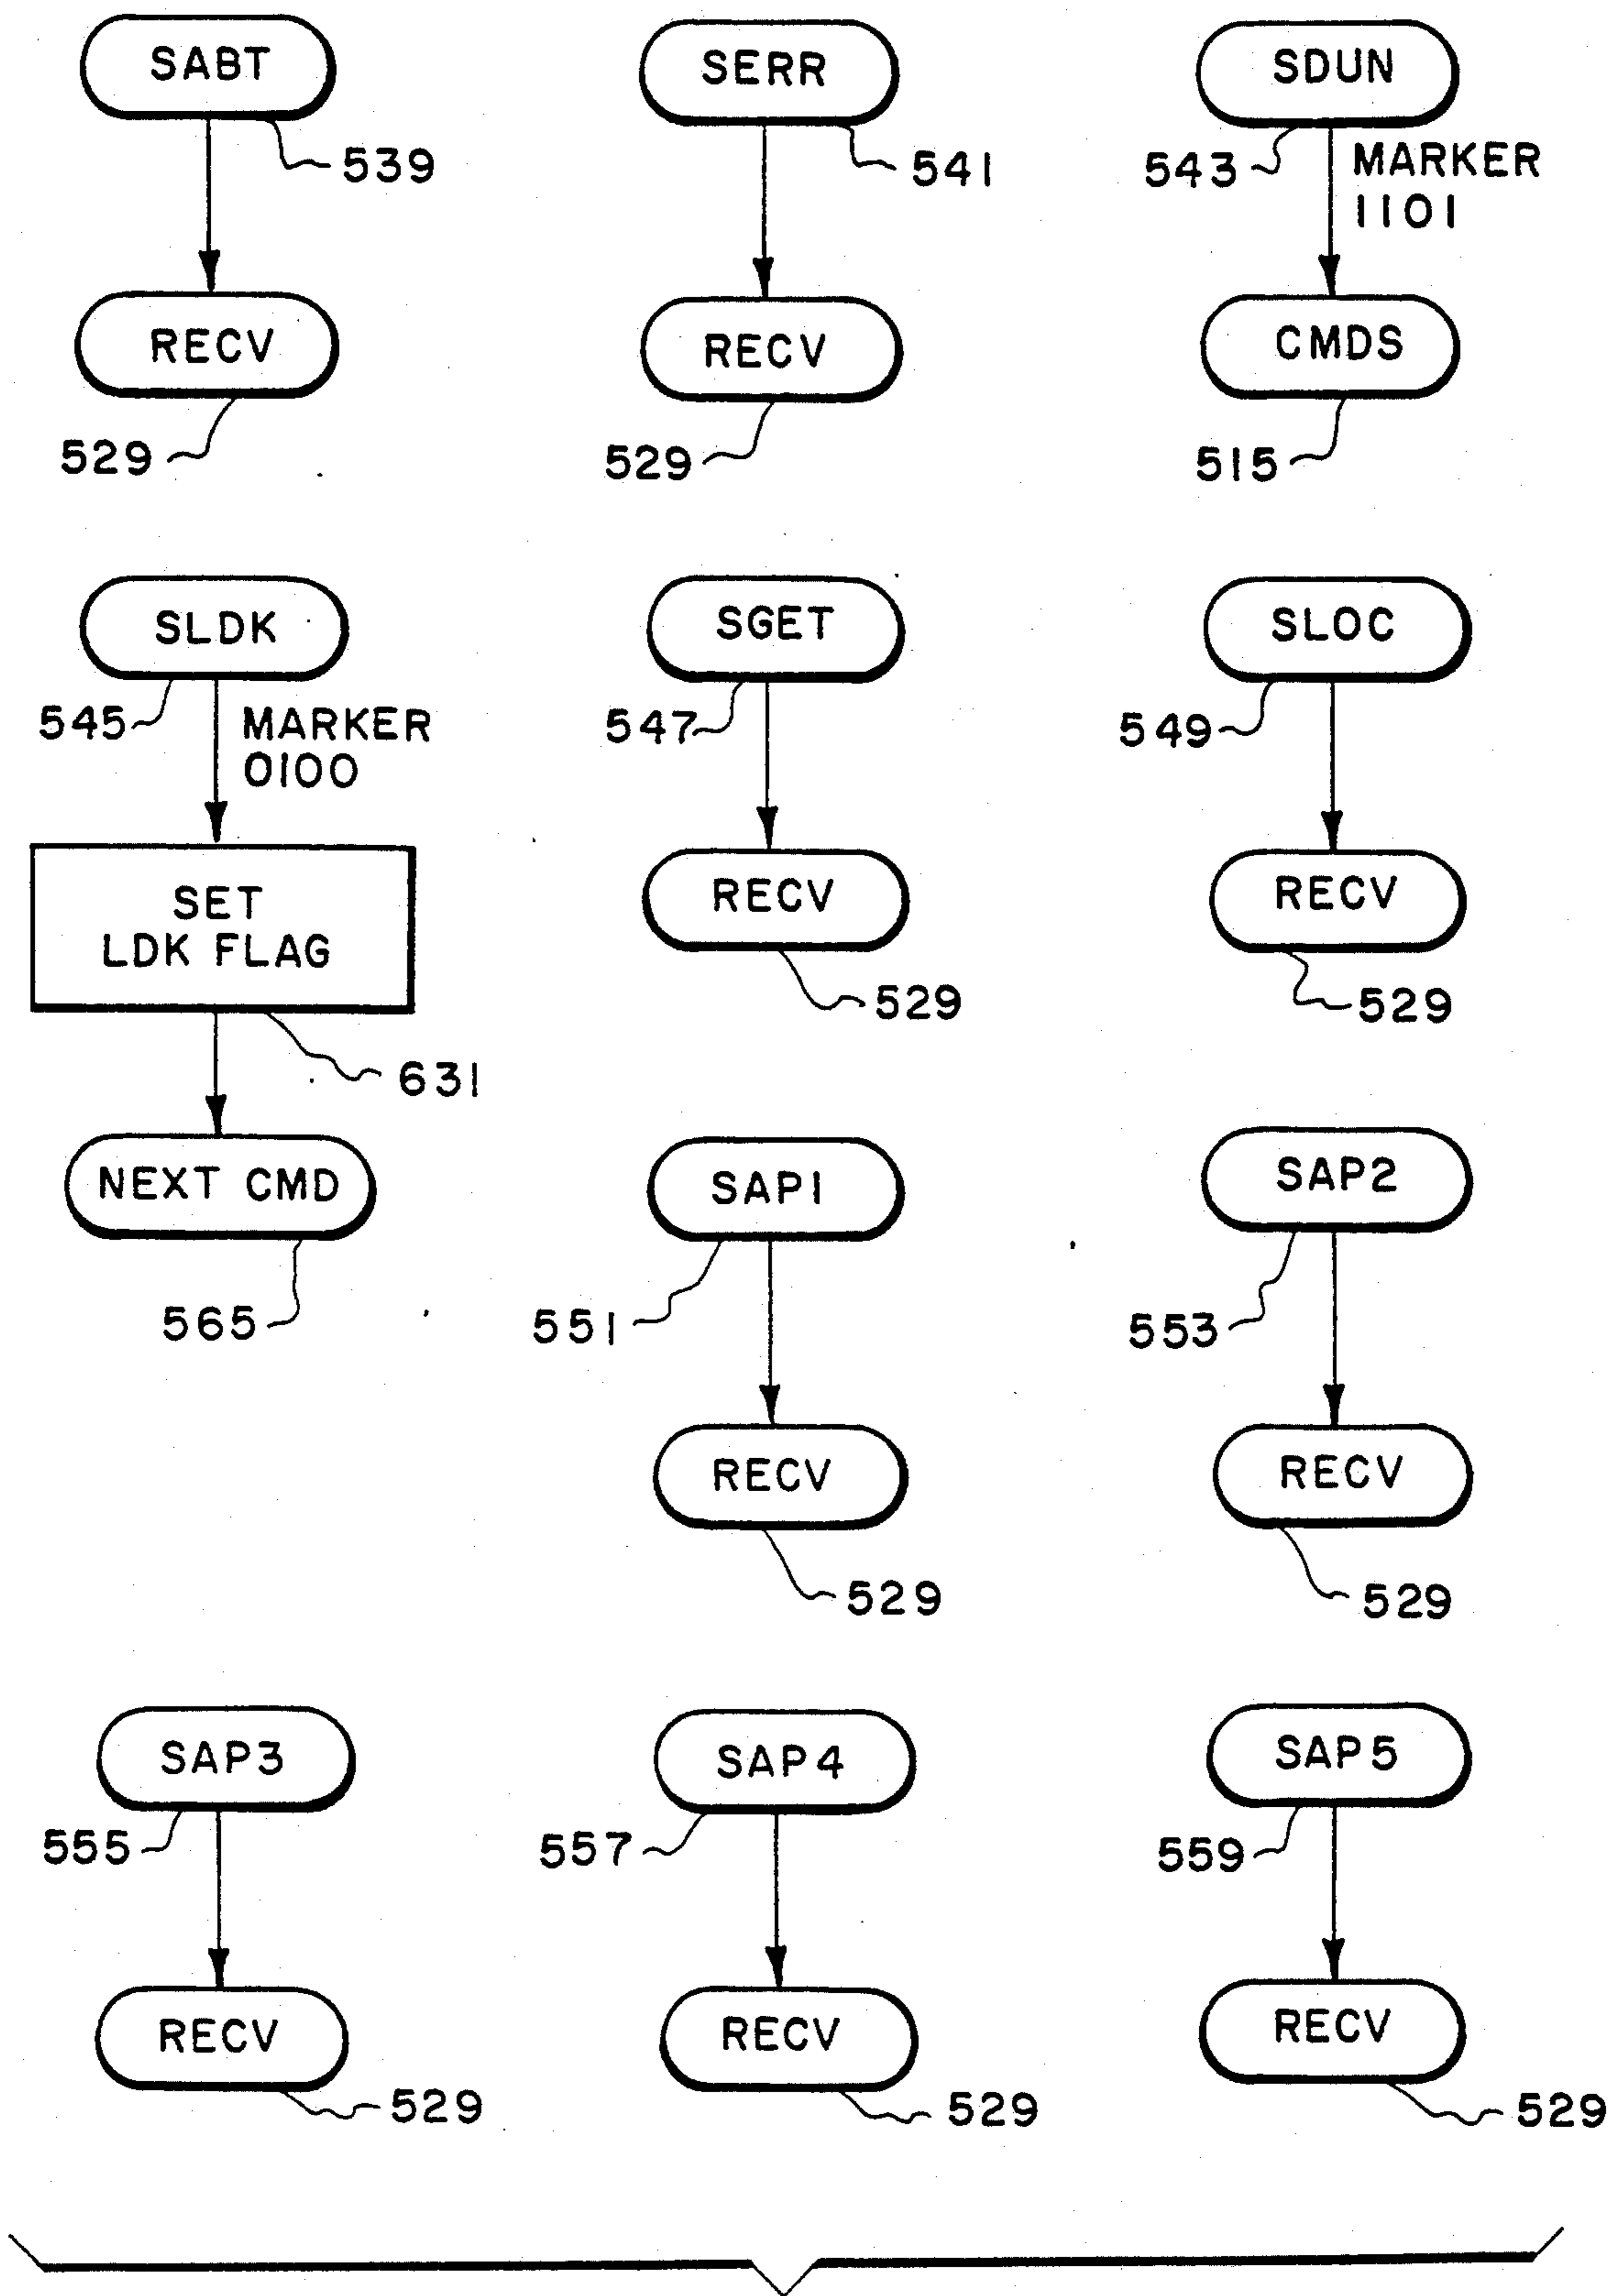 SABT
539
RECV
529
SERR
541
RECV
529
SDUN
543
MARKER
1101
CMDS
515
SLDK
545
MARKER
0100
SET
LDK FLAG
631
NEXT CMD
565
SGET
547
RECV
529
SLOC
549
RECV
529
SAP1
551
RECV
529
SAP2
553
RECV
529
SAP3
555
RECV
529
SAP4
557
RECV
529
SAP5
559
RECV
529